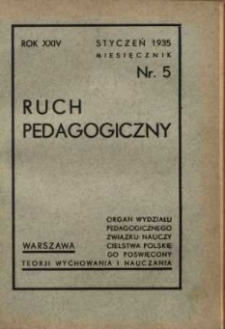 ROK XXIV STYCZEŃ 1935
MIESIĘCZNIK
Nr. 5
RUCH
PEDAGOGICZNY
ORGAN WYDZIAŁU
PEDAGOGICZNEGO
ZWIĄZKU NAUCZY
CIELSTWA POLSKIE
GO POŚWIĘCONY
WARSZAWA
TEORJI WYCHOWANIA I NAUCZANIA